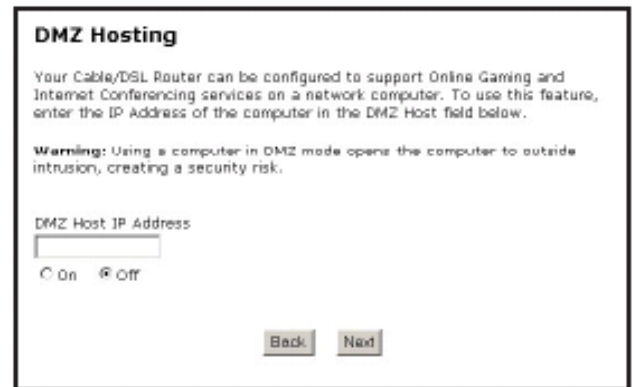 DMZ Hosting
Your Cable/DSL Router can be configured to support Online Gaming and
Internet Conferencing services on a network computer. To use this feature,
enter the IP Address of the computer in the DMZ Host field below.
Warning: Using a computer in DMZ mode opens the computer to outside
intrusion, creating a security risk.
DMZ Host IP Address
On Off
Back Next